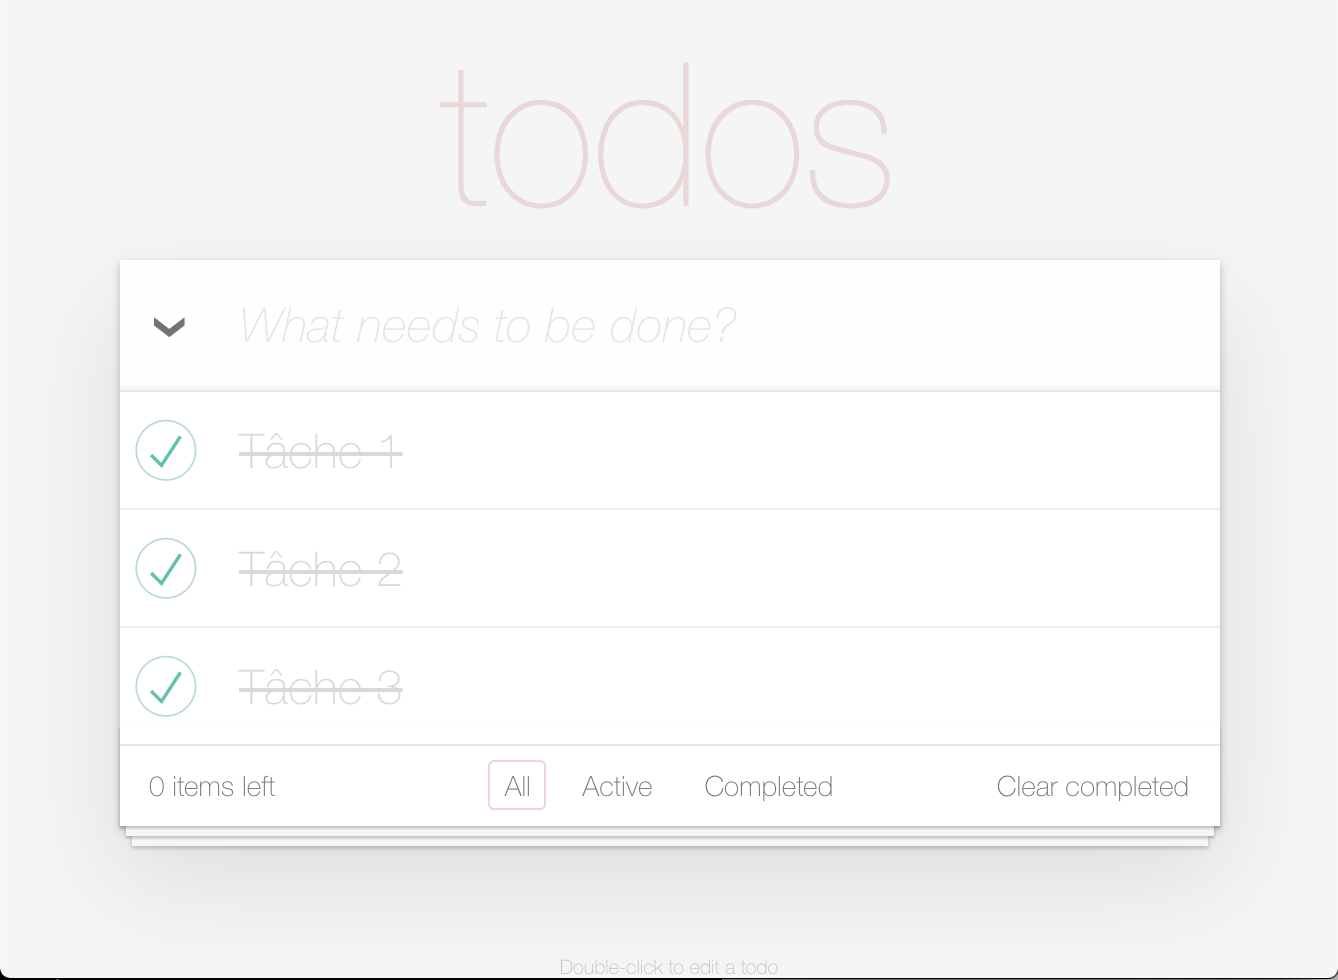 todos
What needs to be done?
Tâche 1
Tâche 2
Tâche 3
0 items left All Active Completed Clear completed
Double-click to edit a todo